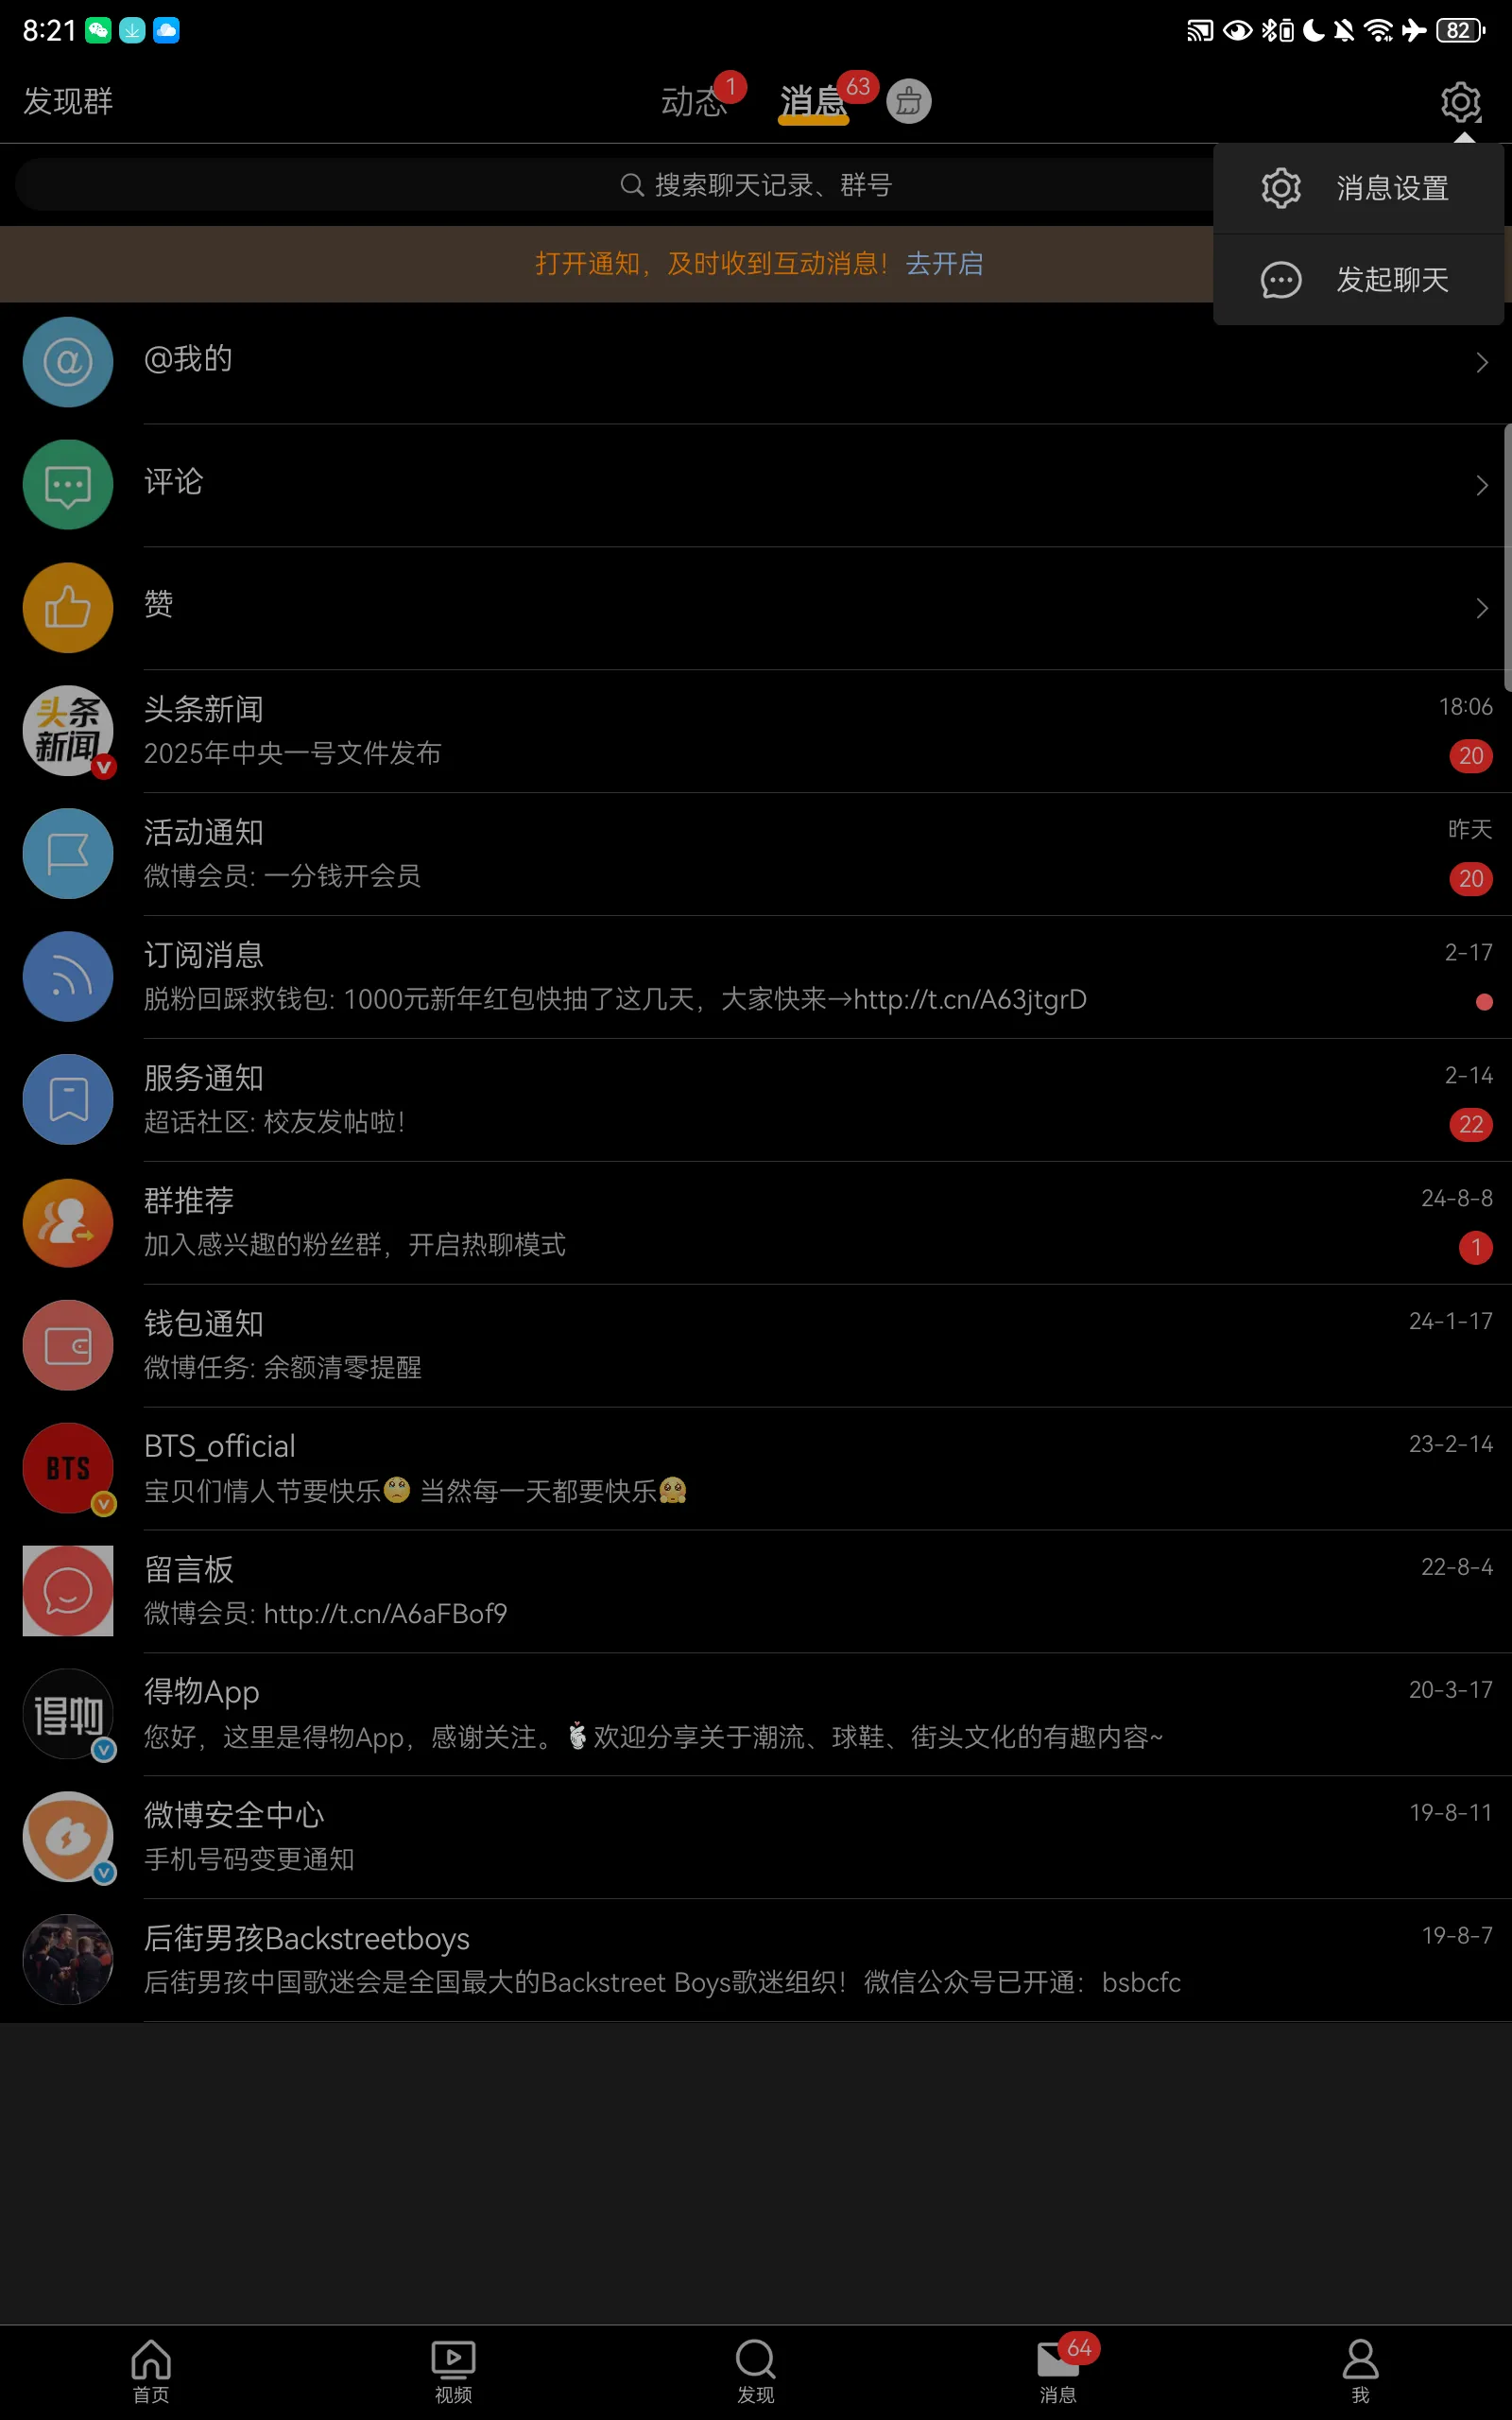 8:21
82
发现群
动态
1
消息
63
搜索聊天记录、群号
消息设置
发起聊天
打开通知，及时收到互动消息！去开启
@我的
评论
赞
头条新闻
头条新闻
18:06
2025年中央一号文件发布
20
活动通知
昨天
微博会员: 一分钱开会员
20
订阅消息
2-17
脱粉回踩救钱包: 1000元新年红包快抽了这几天，大家快来→http://t.cn/A63jtgrD
服务通知
2-14
超话社区: 校友发帖啦！
22
群推荐
24-8-8
加入感兴趣的粉丝群，开启热聊模式
1
钱包通知
24-1-17
微博任务: 余额清零提醒
BTS
BTS_official
23-2-14
宝贝们情人节要快乐🥺 当然每一天都要快乐🥺
留言板
22-8-4
微博会员: http://t.cn/A6aFBof9
得物
得物App
20-3-17
您好，这里是得物App，感谢关注。欢迎分享关于潮流、球鞋、街头文化的有趣内容~
微博安全中心
19-8-11
手机号码变更通知
后街男孩Backstreetboys
19-8-7
后街男孩中国歌迷会是全国最大的Backstreet Boys歌迷组织！微信公众号已开通：bsbcfc
首页
视频
发现
64
消息
我